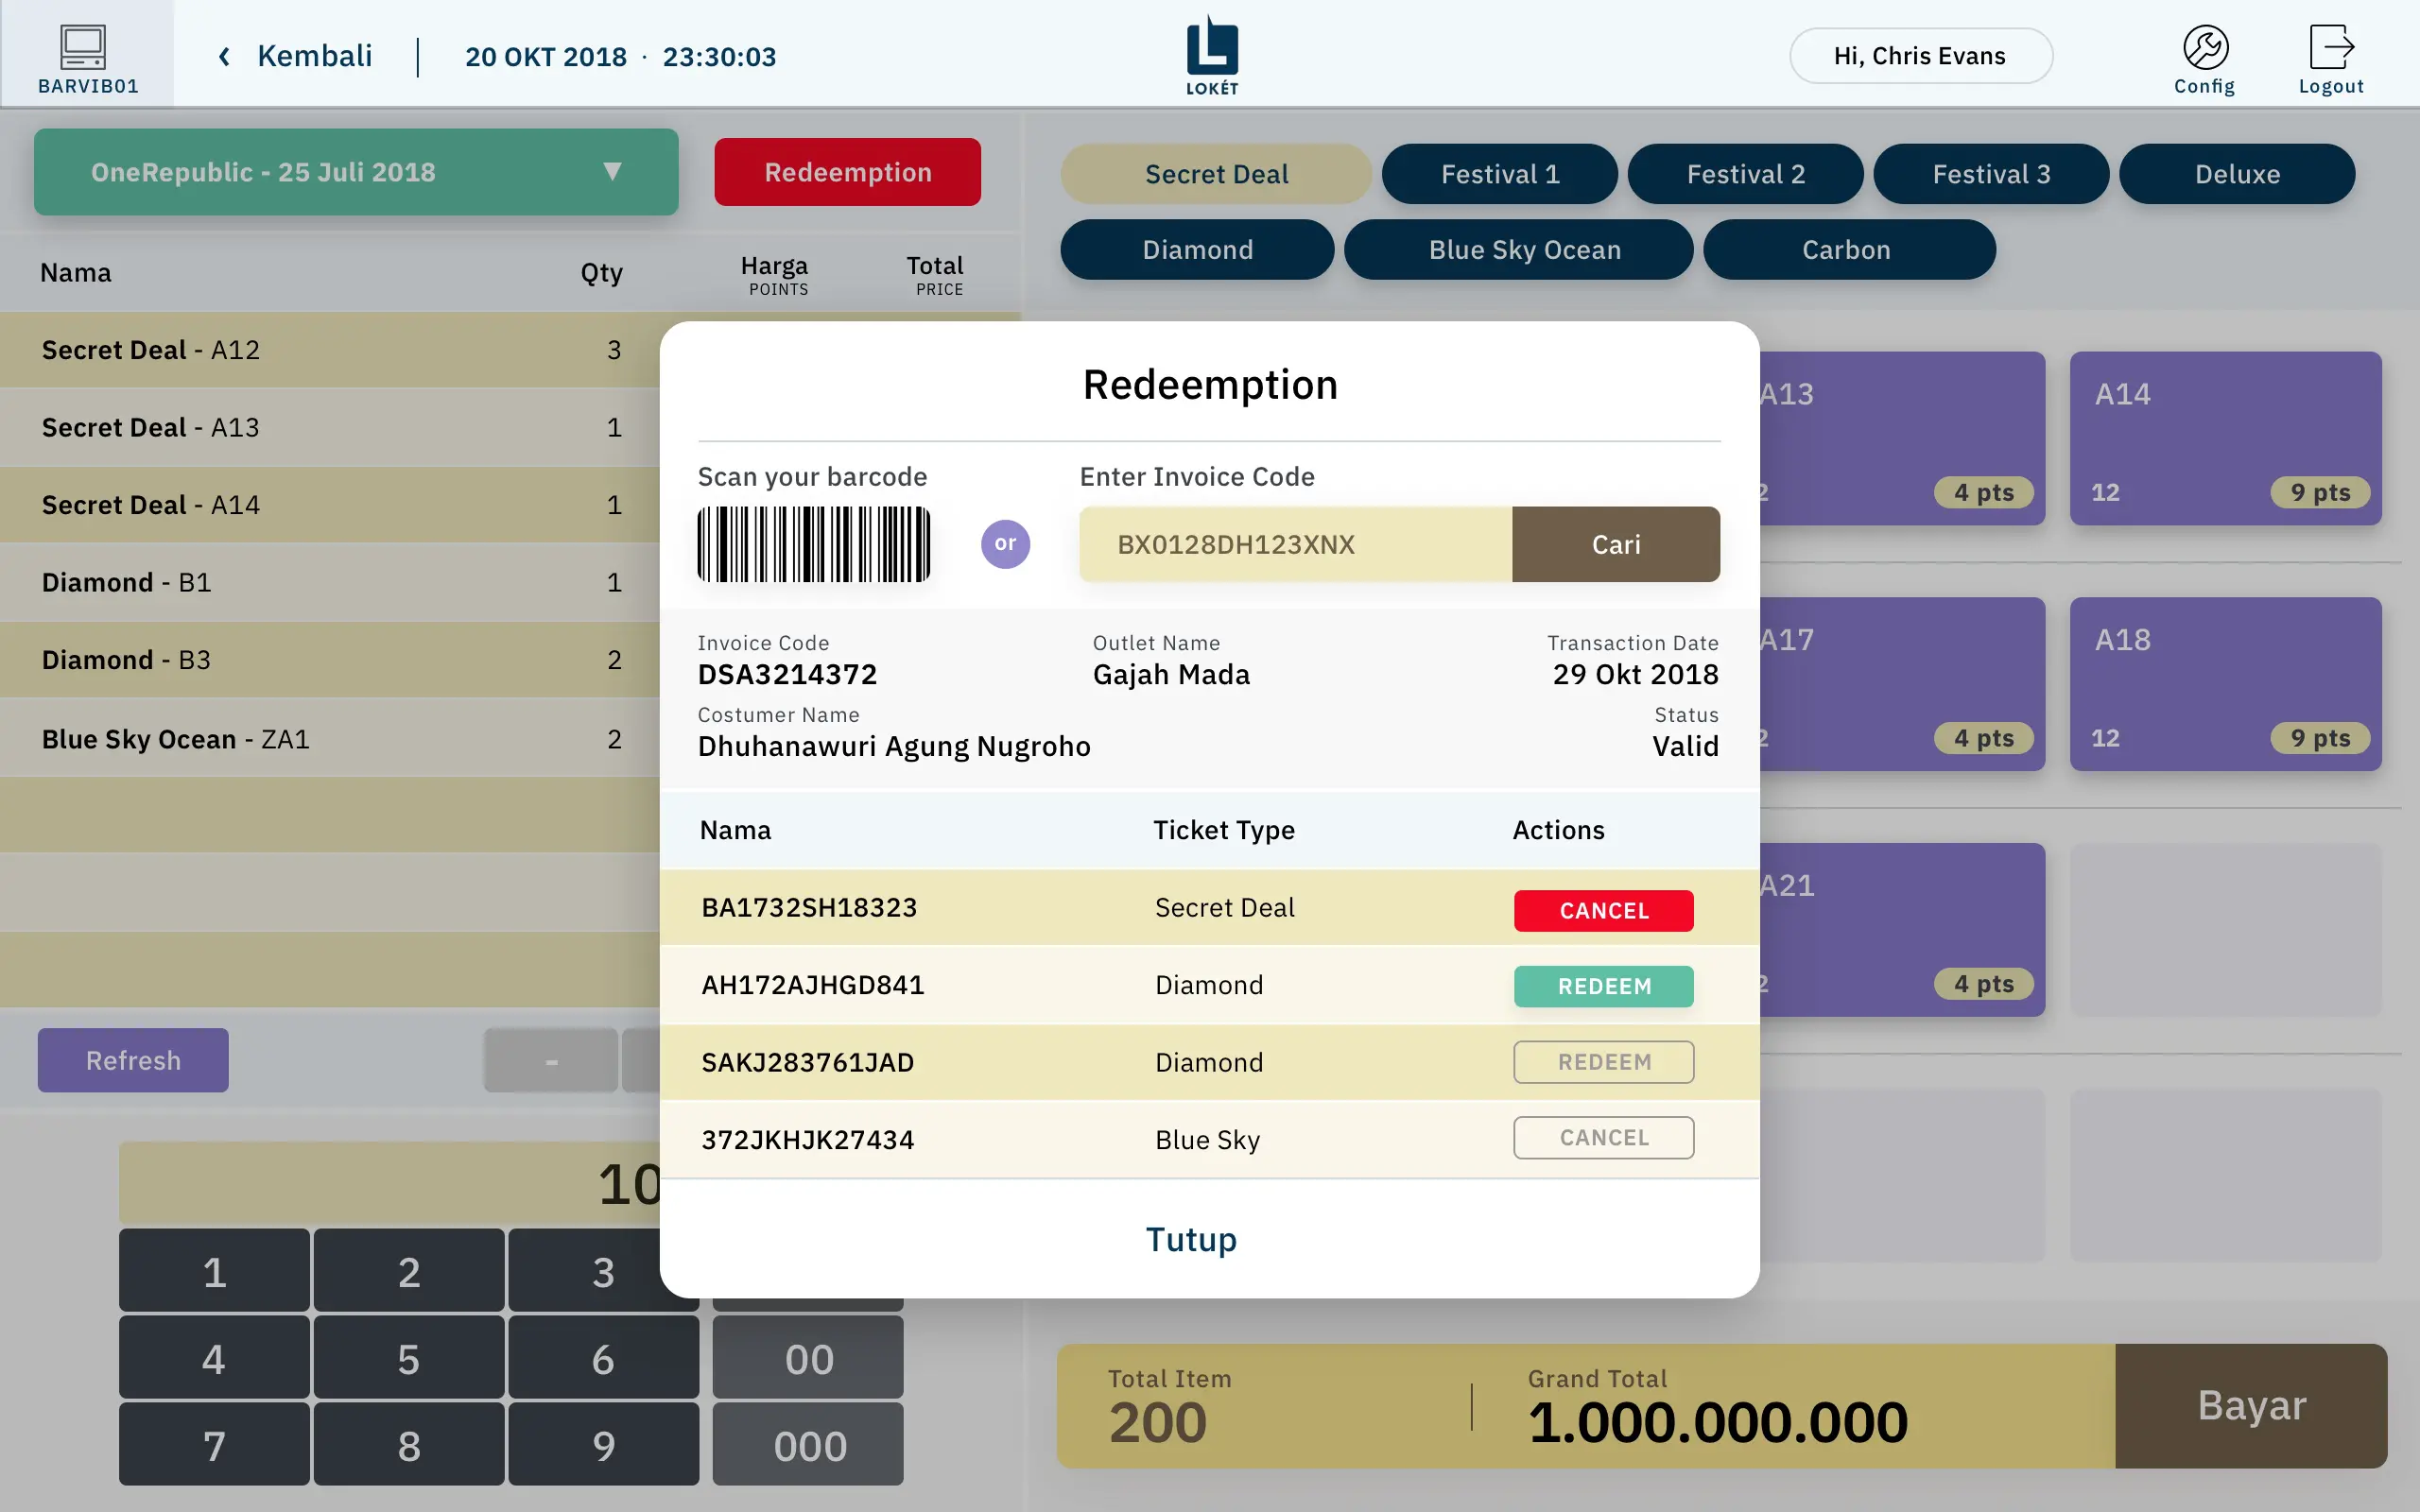 BARVIB01
‹ Kembali
20 OKT 2018 · 23:30:03
LOKÉT
Hi, Chris Evans
Config
Logout
OneRepublic - 25 Juli 2018 ▼
Redeemption
Nama Qty Harga Total
POINTS PRICE
Secret Deal - A12 3
Secret Deal - A13 1
Secret Deal - A14 1
Diamond - B1 1
Diamond - B3 2
Blue Sky Ocean - ZA1 2
Refresh
-
10
1 2 3
4 5 6 00
7 8 9 000
Secret Deal Festival 1 Festival 2 Festival 3 Deluxe
Diamond Blue Sky Ocean Carbon
A13
4 pts
A14
12 9 pts
A17
4 pts
A18
12 9 pts
A21
4 pts
Redeemption
Scan your barcode
or
Enter Invoice Code
BX0128DH123XNX Cari
Invoice Code Outlet Name Transaction Date
DSA3214372 Gajah Mada 29 Okt 2018
Costumer Name Status
Dhuhanawuri Agung Nugroho Valid
Nama Ticket Type Actions
BA1732SH18323 Secret Deal CANCEL
AH172AJHGD841 Diamond REDEEM
SAKJ283761JAD Diamond REDEEM
372JKHJK27434 Blue Sky CANCEL
Tutup
Total Item Grand Total
200 1.000.000.000
Bayar